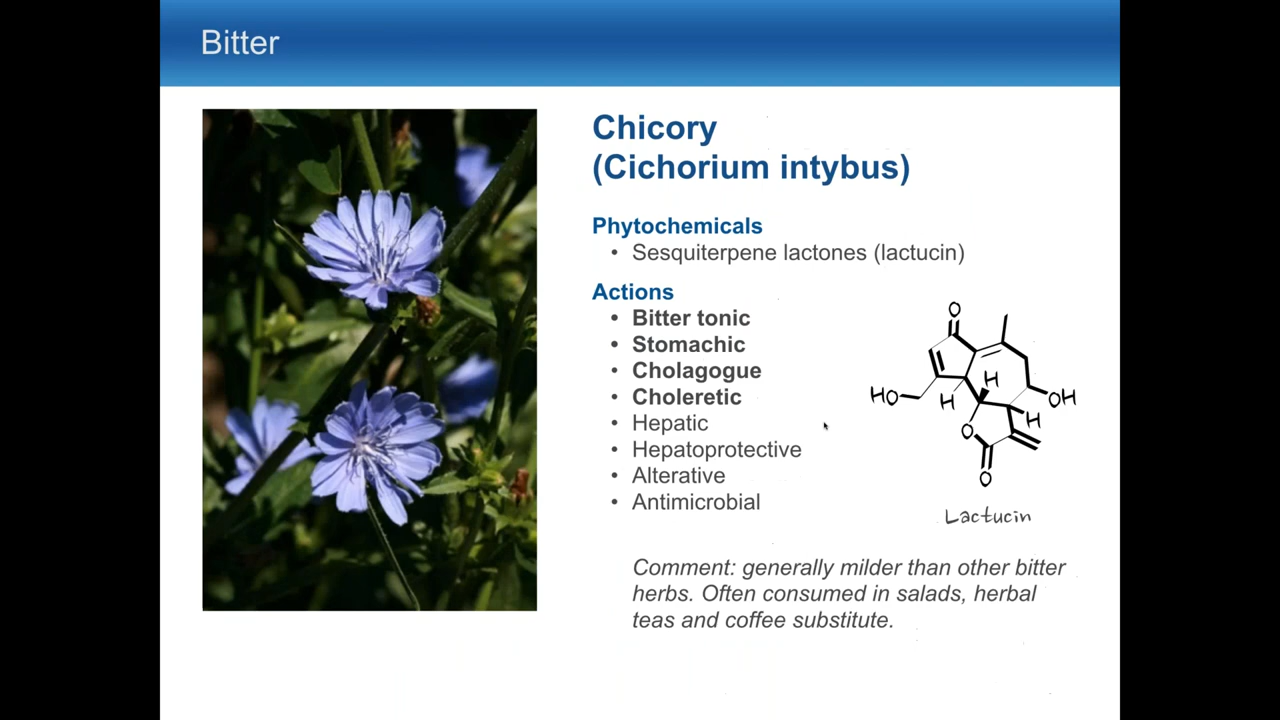 Bitter
Chicory
(Cichorium intybus)
Phytochemicals
• Sesquiterpene lactones (lactucin)
Actions
• Bitter tonic
• Stomachic
• Cholagogue
• Choleretic
• Hepatic
• Hepatoprotective
• Alterative
• Antimicrobial
O
HO
H
H
OH
H
O
O
Lactucin
Comment: generally milder than other bitter
herbs. Often consumed in salads, herbal
teas and coffee substitute.